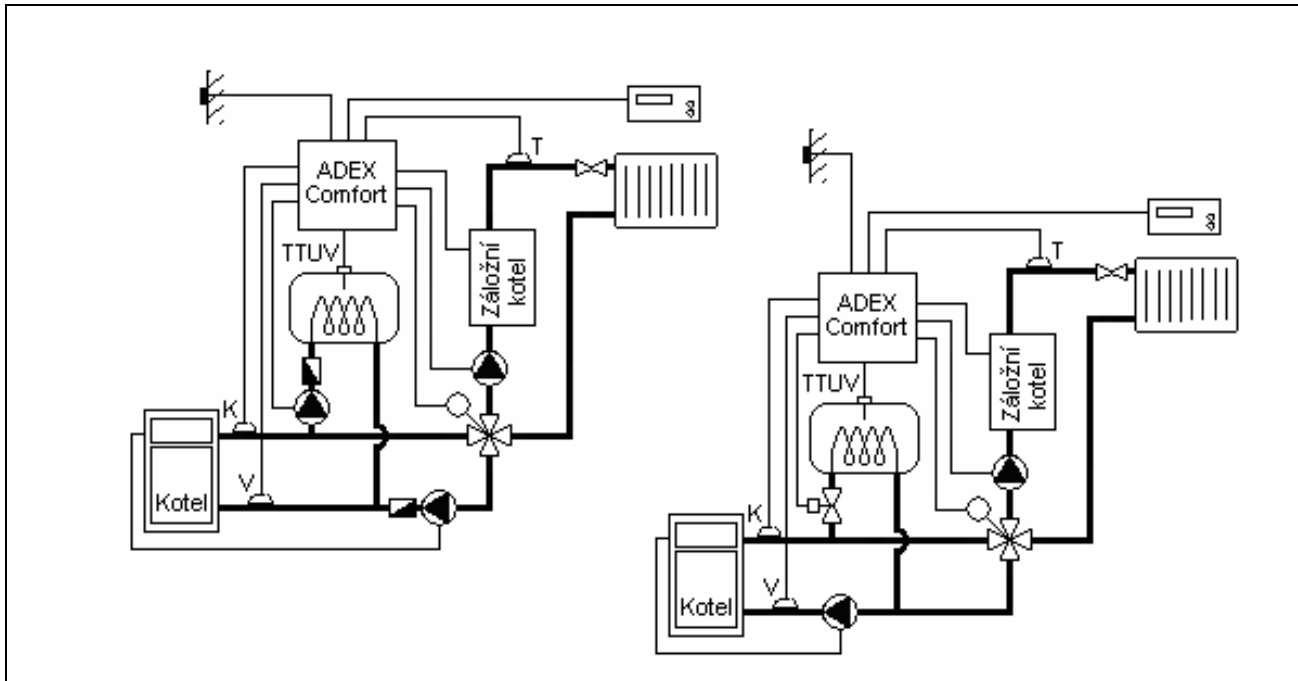 T
ADEX
Comfort
TTUV
Záložní
kotel
K
V
Kotel
T
ADEX
Comfort
TTUV
Záložní
kotel
K
V
Kotel